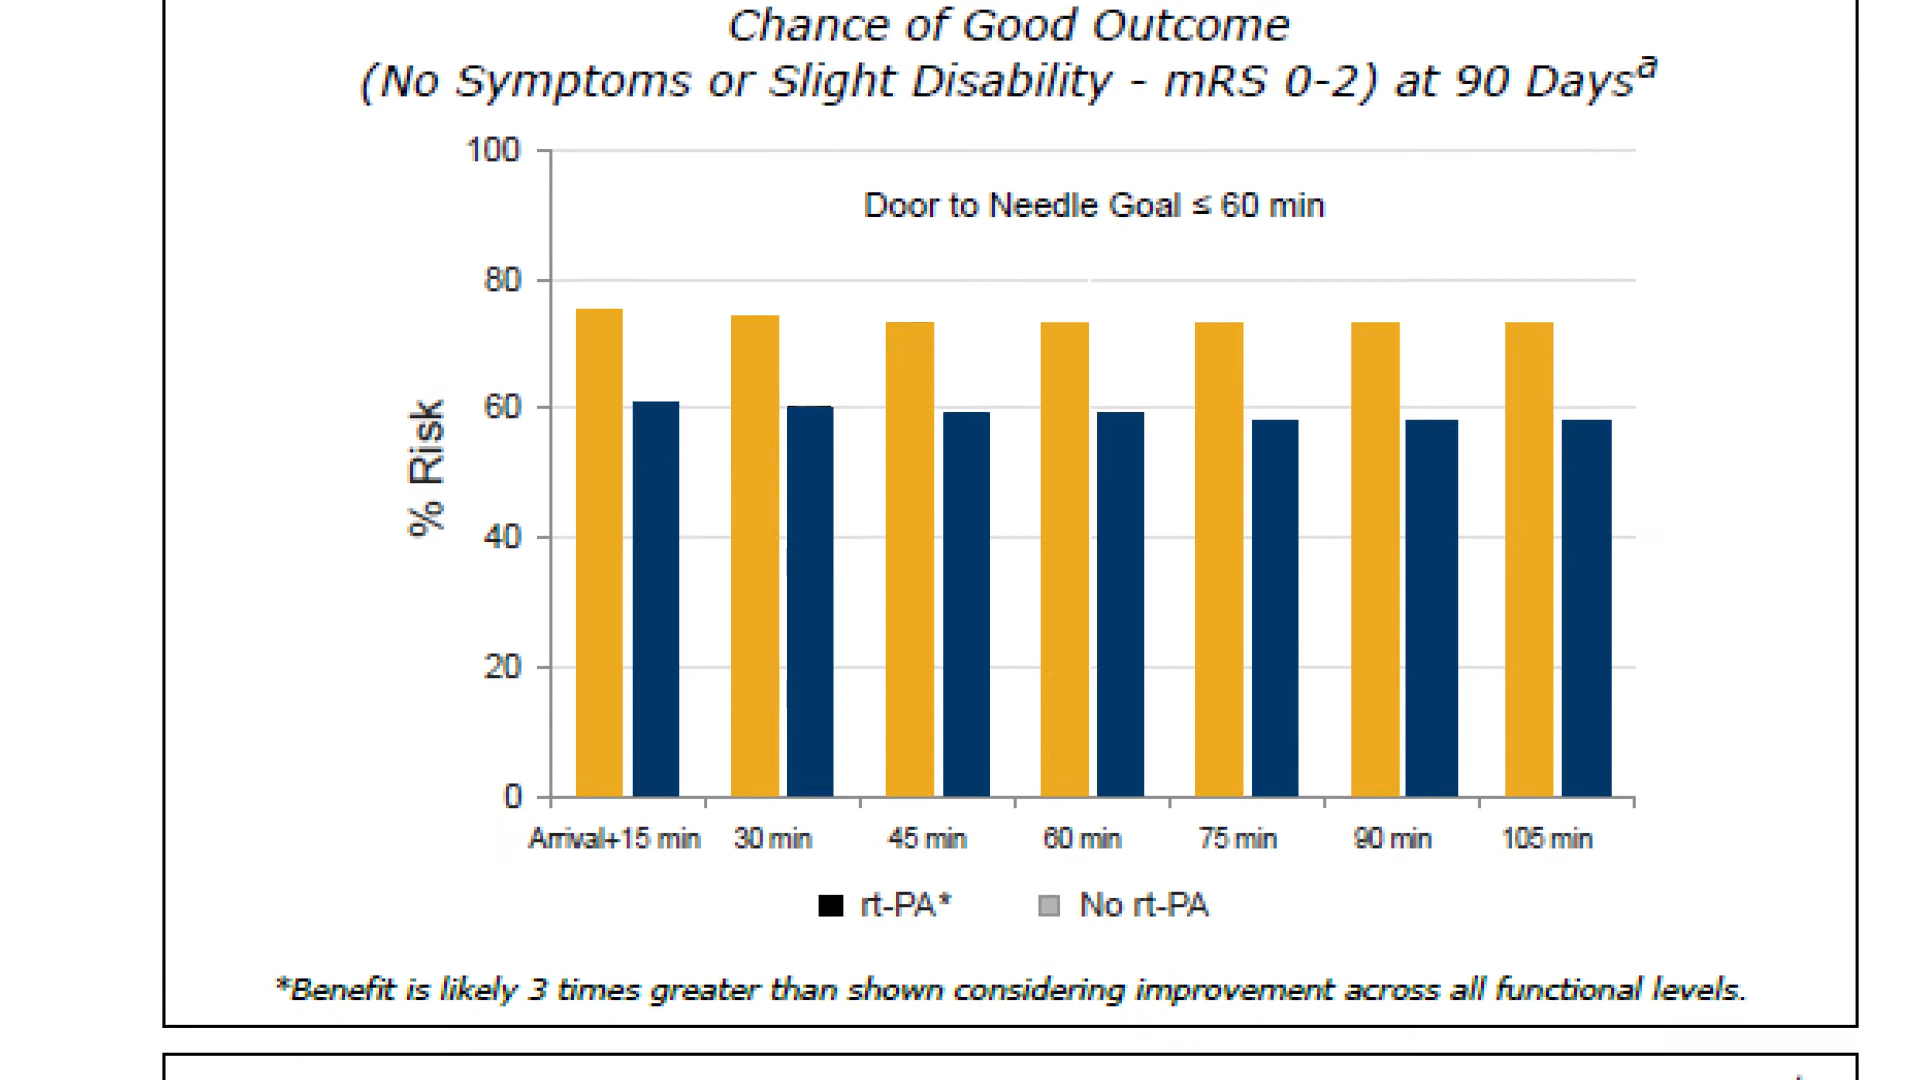 Chance of Good Outcome
(No Symptoms or Slight Disability - mRS 0-2) at 90 Daysª
100
Door to Needle Goal ≤ 60 min
80
60
% Risk
40
20
0
Arrival+15 min 30 min 45 min 60 min 75 min 90 min 105 min
rt-PA* No rt-PA
*Benefit is likely 3 times greater than shown considering improvement across all functional levels.